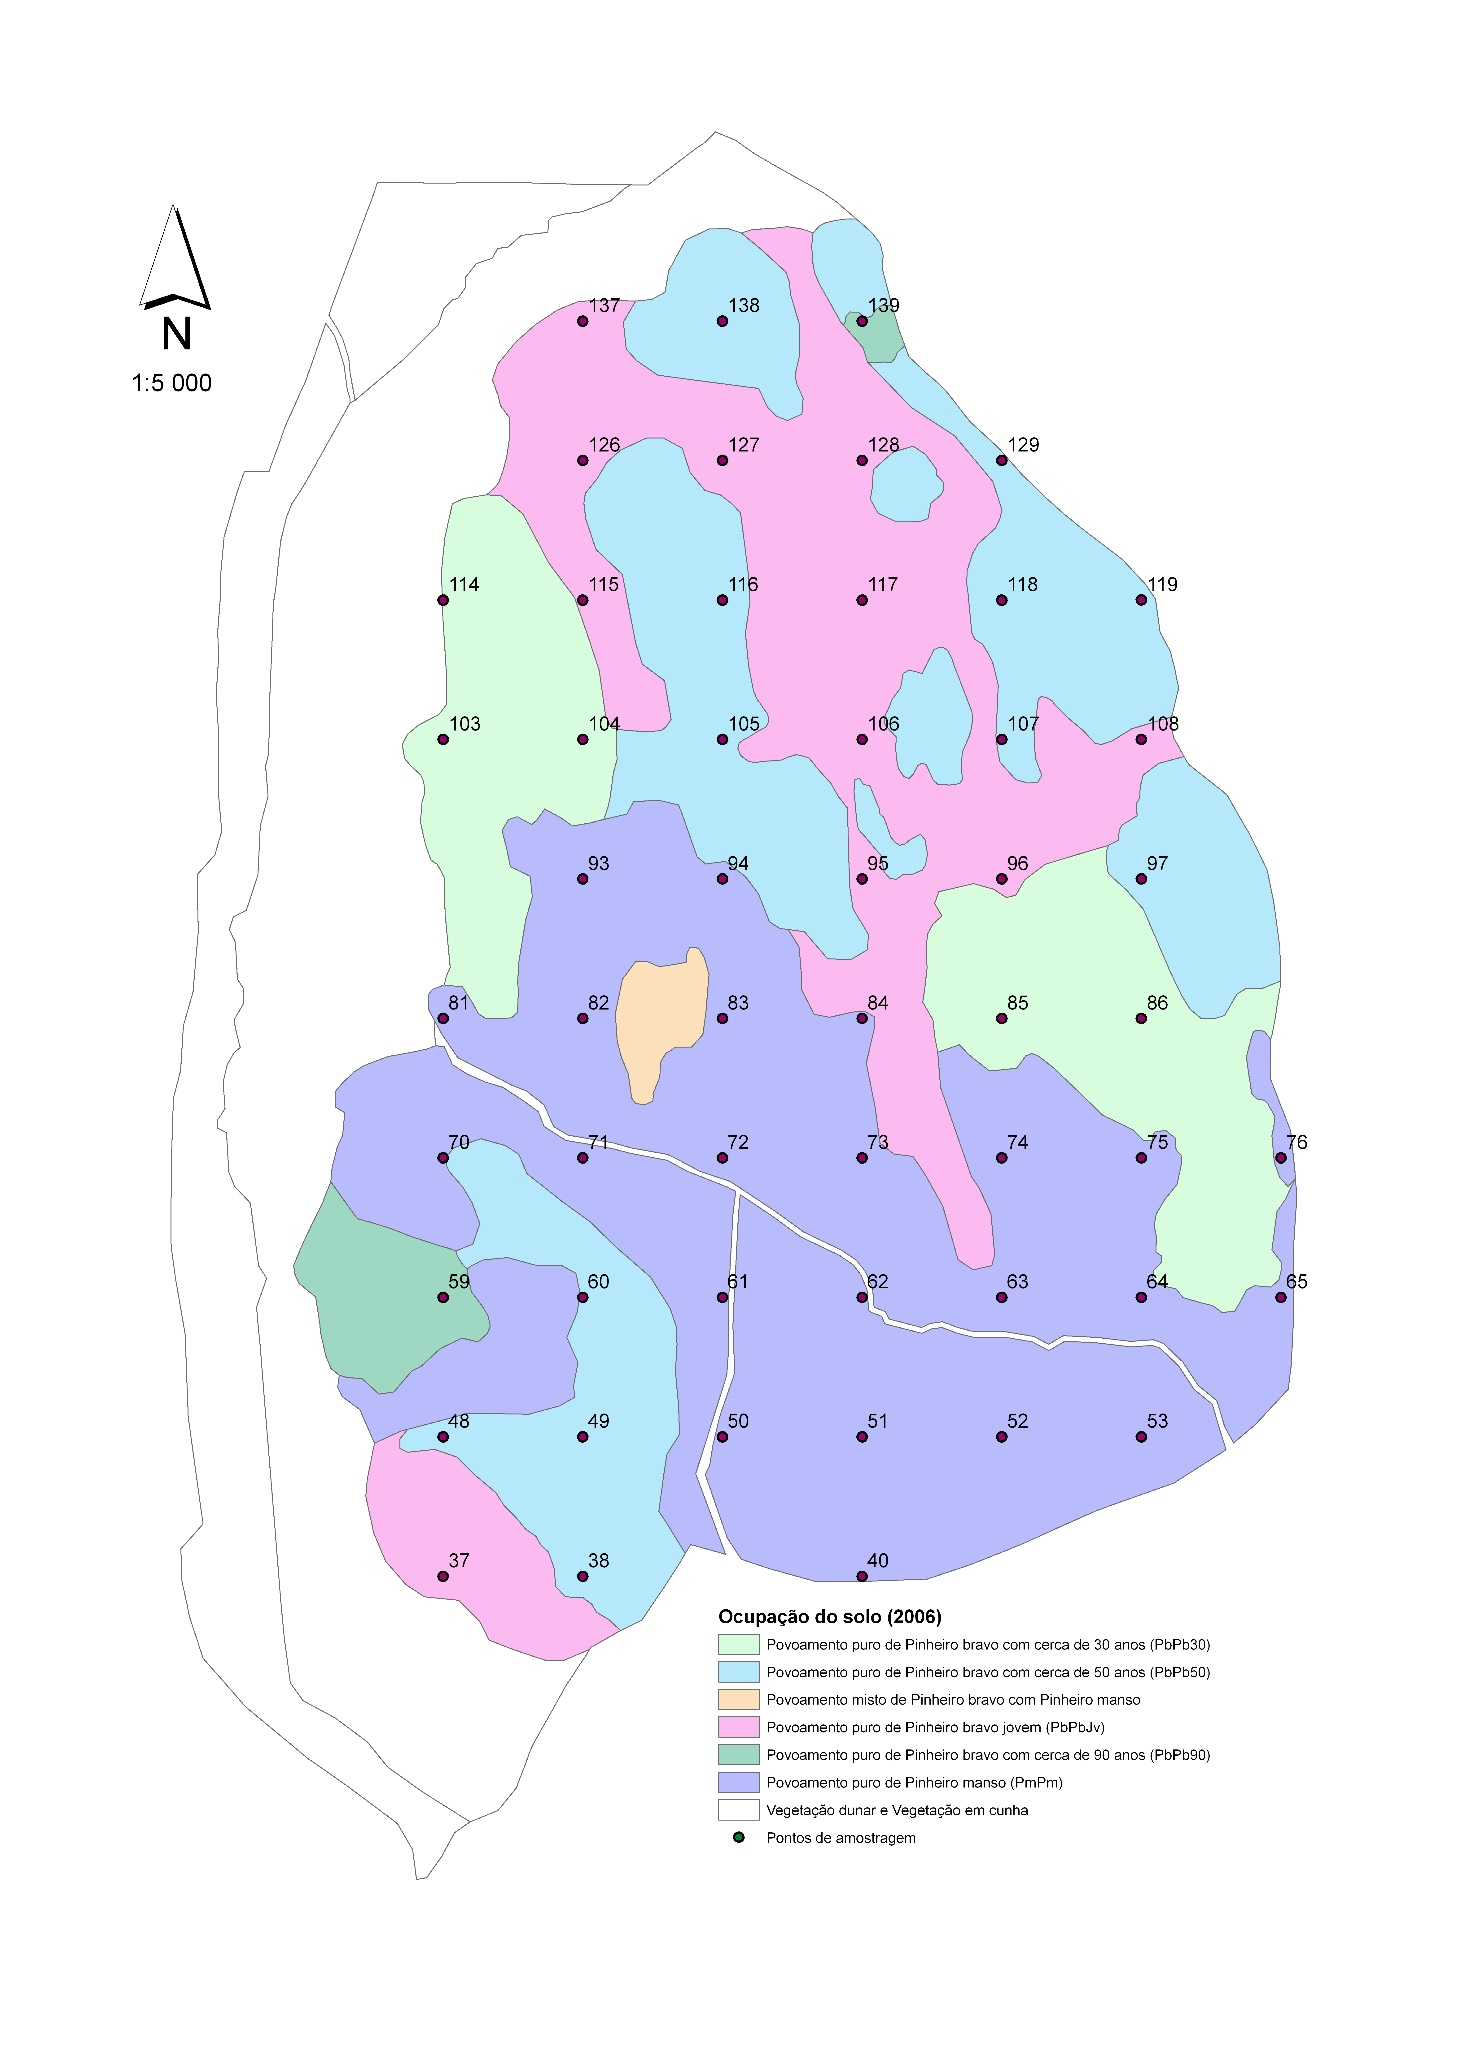 137 138 139
N
1:5 000
126 127 128 129
114 115 116 117 118 119
103 104 105 106 107 108
93 94 95 96 97
81 82 83 84 85 86
70 71 72 73 74 75 76
59 60 61 62 63 64 65
48 49 50 51 52 53
37 38 40
Ocupação do solo (2006)
Povoamento puro de Pinheiro bravo com cerca de 30 anos (PbPb30)
Povoamento puro de Pinheiro bravo com cerca de 50 anos (PbPb50)
Povoamento misto de Pinheiro bravo com Pinheiro manso
Povoamento puro de Pinheiro bravo jovem (PbPbJv)
Povoamento puro de Pinheiro bravo com cerca de 90 anos (PbPb90)
Povoamento puro de Pinheiro manso (PmPm)
Vegetação dunar e Vegetação em cunha
Pontos de amostragem